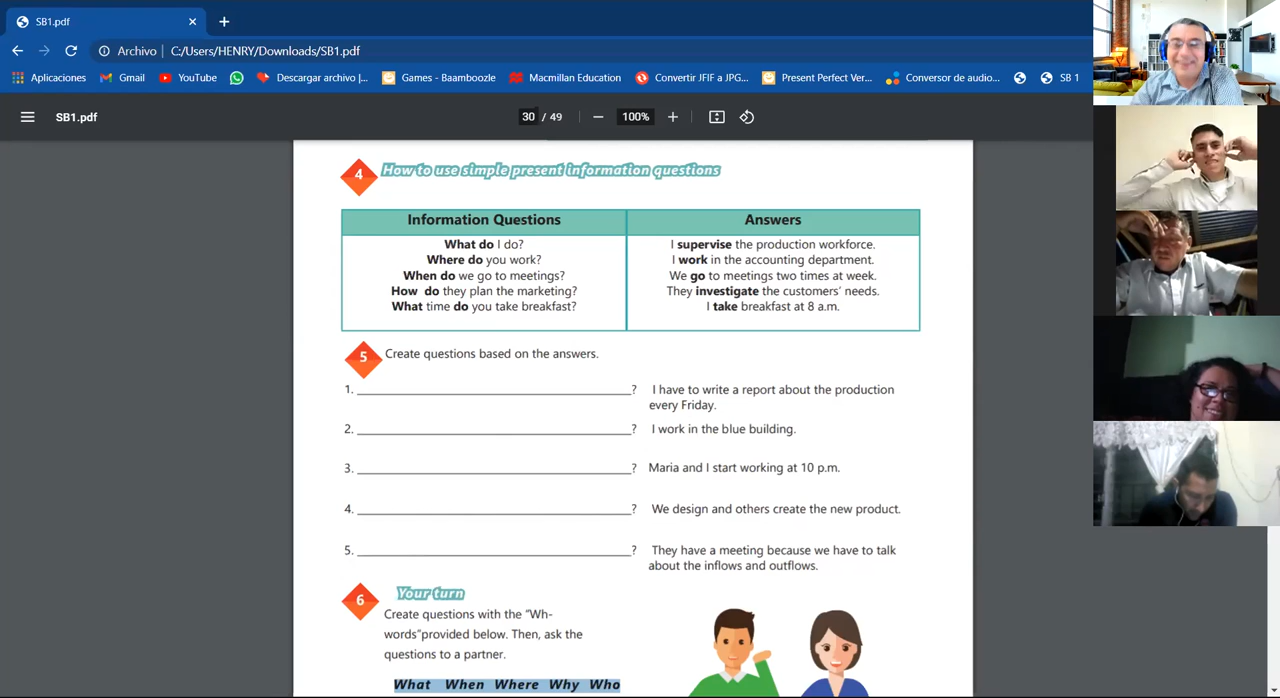 SB1.pdf
Archivo | C:/Users/HENRY/Downloads/SB1.pdf
Aplicaciones Gmail YouTube Descargar archivo |... Games - Baamboozle Macmillan Education Convertir JFIF a JPG... Present Perfect Ver... Conversor de audio... SB 1
SB1.pdf 30 / 49 100%
4 How to use simple present information questions
Information Questions Answers
What do I do? I supervise the production workforce.
Where do you work? I work in the accounting department.
When do we go to meetings? We go to meetings two times at week.
How do they plan the marketing? They investigate the customers' needs.
What time do you take breakfast? I take breakfast at 8 a.m.
5 Create questions based on the answers.
1. ______________________? I have to write a report about the production
every Friday.
2. ______________________? I work in the blue building.
3. ______________________? Maria and I start working at 10 p.m.
4. ______________________? We design and others create the new product.
5. ______________________? They have a meeting because we have to talk
about the inflows and outflows.
6 Your turn
Create questions with the "Wh-
words"provided below. Then, ask the
questions to a partner.
What When Where Why Who